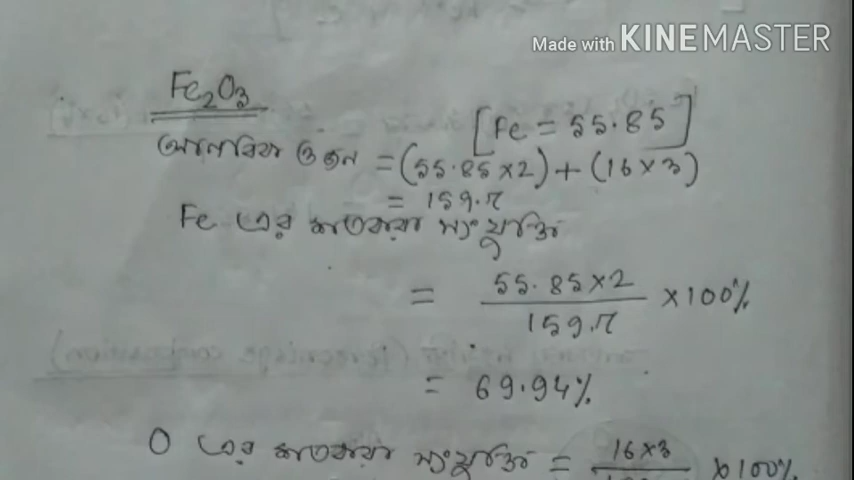 Made with KINEMASTER
Fe₂O₃
[Fe = 55.85]
আনবিক ওজন = (55.85 x 2) + (16 x 3)
= 159.7
Fe এর শতকরা সংযুক্তি
= 55.85 x 2 / 159.7 x 100%
= 69.94%
O এর শতকরা সংযুক্তি = 16 x 3 / x 100%